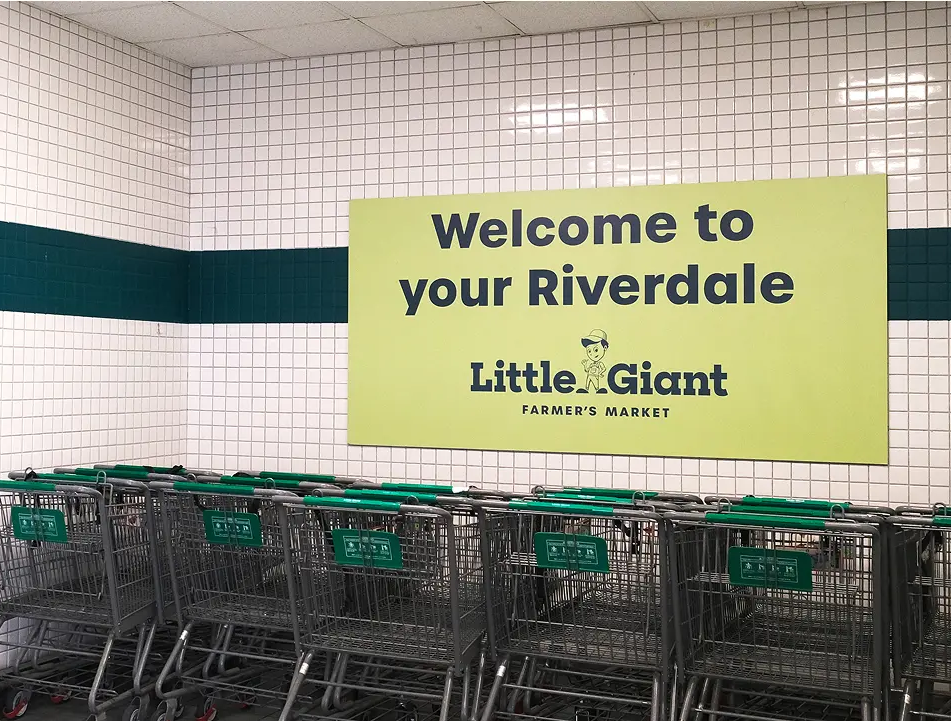 Welcome to
your Riverdale
Little Giant
FARMER'S MARKET